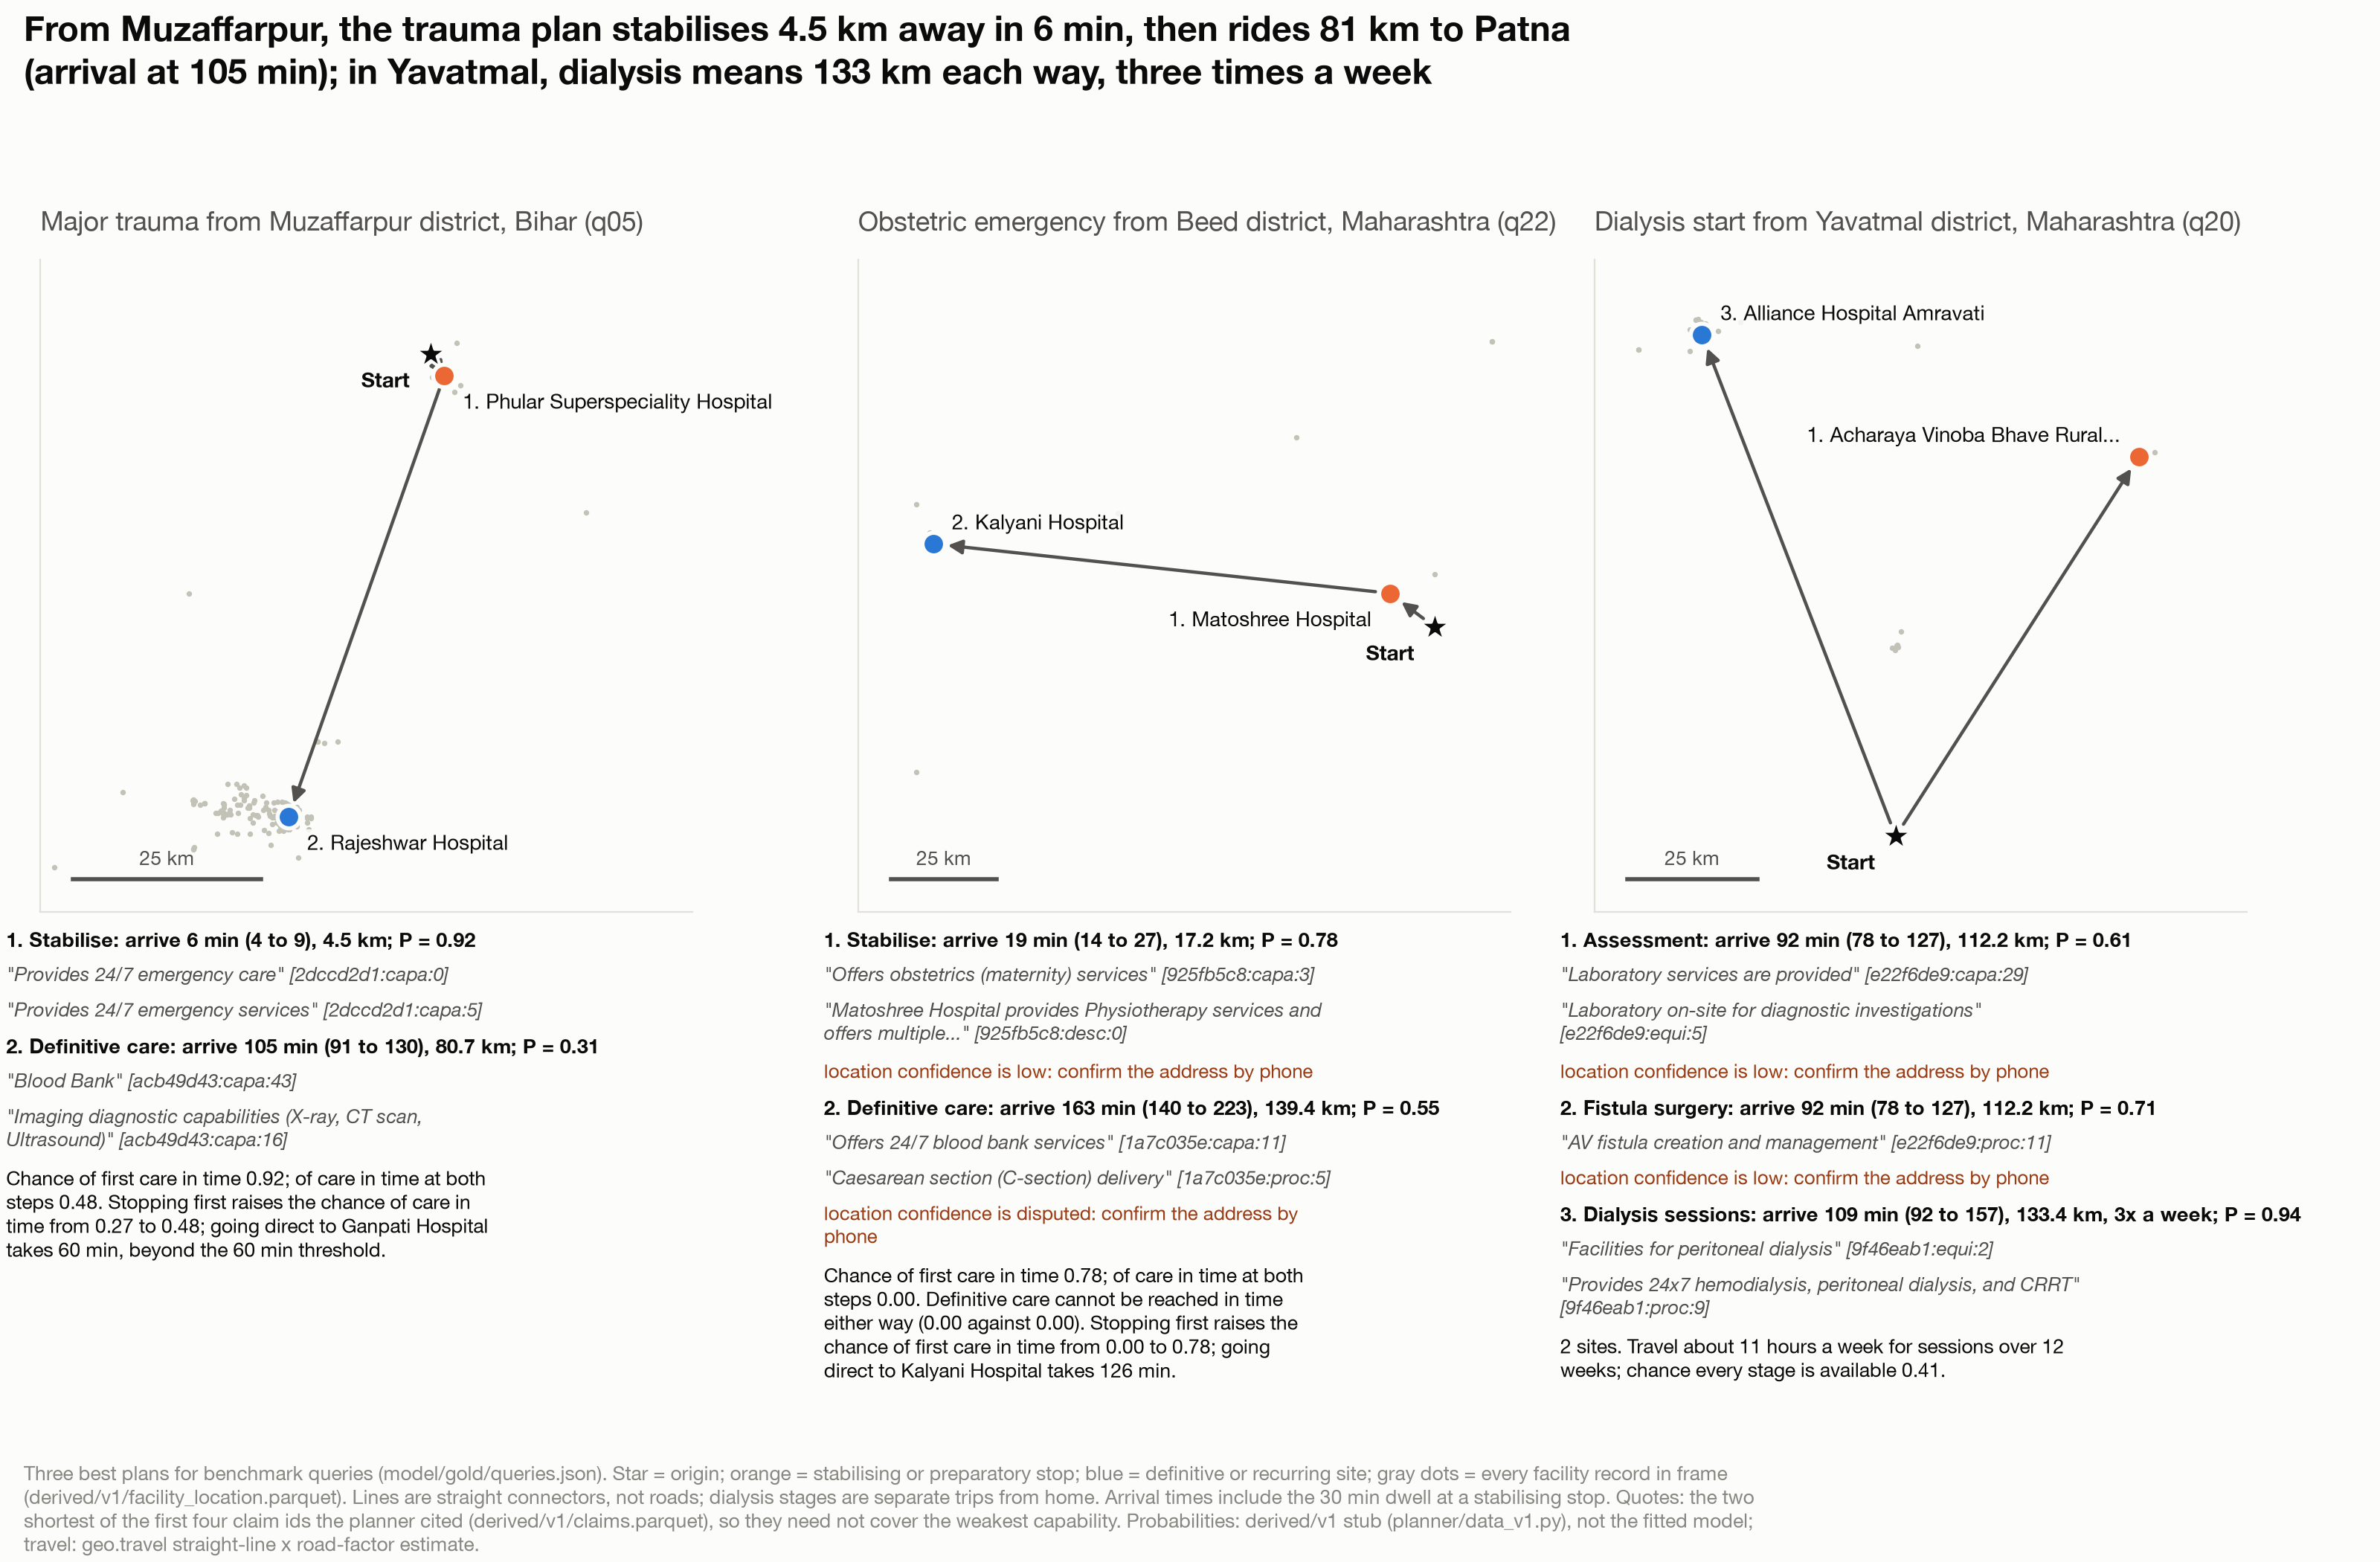 From Muzaffarpur, the trauma plan stabilises 4.5 km away in 6 min, then rides 81 km to Patna
(arrival at 105 min); in Yavatmal, dialysis means 133 km each way, three times a week
Major trauma from Muzaffarpur district, Bihar (q05)
Start
1. Phular Superspeciality Hospital
2. Rajeshwar Hospital
25 km
1. Stabilise: arrive 6 min (4 to 9), 4.5 km; P = 0.92
"Provides 24/7 emergency care" [2dccd2d1:capa:0]
"Provides 24/7 emergency services" [2dccd2d1:capa:5]
2. Definitive care: arrive 105 min (91 to 130), 80.7 km; P = 0.31
"Blood Bank" [acb49d43:capa:43]
"Imaging diagnostic capabilities (X-ray, CT scan,
Ultrasound)" [acb49d43:capa:16]
Chance of first care in time 0.92; of care in time at both
steps 0.48. Stopping first raises the chance of care in
time from 0.27 to 0.48; going direct to Ganpati Hospital
takes 60 min, beyond the 60 min threshold.
Obstetric emergency from Beed district, Maharashtra (q22)
2. Kalyani Hospital
1. Matoshree Hospital
Start
25 km
1. Stabilise: arrive 19 min (14 to 27), 17.2 km; P = 0.78
"Offers obstetrics (maternity) services" [925fb5c8:capa:3]
"Matoshree Hospital provides Physiotherapy services and
offers multiple..." [925fb5c8:desc:0]
location confidence is low: confirm the address by phone
2. Definitive care: arrive 163 min (140 to 223), 139.4 km; P = 0.55
"Offers 24/7 blood bank services" [1a7c035e:capa:11]
"Caesarean section (C-section) delivery" [1a7c035e:proc:5]
location confidence is disputed: confirm the address by
phone
Chance of first care in time 0.78; of care in time at both
steps 0.00. Definitive care cannot be reached in time
either way (0.00 against 0.00). Stopping first raises the
chance of first care in time from 0.00 to 0.78; going
direct to Kalyani Hospital takes 126 min.
Dialysis start from Yavatmal district, Maharashtra (q20)
3. Alliance Hospital Amravati
1. Acharaya Vinoba Bhave Rural...
Start
25 km
1. Assessment: arrive 92 min (78 to 127), 112.2 km; P = 0.61
"Laboratory services are provided" [e22f6de9:capa:29]
"Laboratory on-site for diagnostic investigations"
[e22f6de9:equi:5]
location confidence is low: confirm the address by phone
2. Fistula surgery: arrive 92 min (78 to 127), 112.2 km; P = 0.71
"AV fistula creation and management" [e22f6de9:proc:11]
location confidence is low: confirm the address by phone
3. Dialysis sessions: arrive 109 min (92 to 157), 133.4 km, 3x a week; P = 0.94
"Facilities for peritoneal dialysis" [9f46eab1:equi:2]
"Provides 24x7 hemodialysis, peritoneal dialysis, and CRRT"
[9f46eab1:proc:9]
2 sites. Travel about 11 hours a week for sessions over 12
weeks; chance every stage is available 0.41.
Three best plans for benchmark queries (model/gold/queries.json). Star = origin; orange = stabilising or preparatory stop; blue = definitive or recurring site; gray dots = every facility record in frame
(derived/v1/facility_location.parquet). Lines are straight connectors, not roads; dialysis stages are separate trips from home. Arrival times include the 30 min dwell at a stabilising stop. Quotes: the two
shortest of the first four claim ids the planner cited (derived/v1/claims.parquet), so they need not cover the weakest capability. Probabilities: derived/v1 stub (planner/data_v1.py), not the fitted model;
travel: geo.travel straight-line x road-factor estimate.